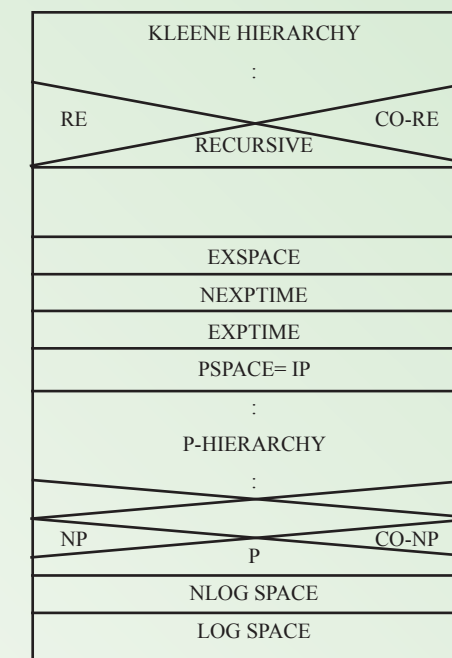 KLEENE HIERARCHY
:
RE CO-RE
RECURSIVE
EXSPACE
NEXPTIME
EXPTIME
PSPACE= IP
:
P-HIERARCHY
:
NP CO-NP
P
NLOG SPACE
LOG SPACE